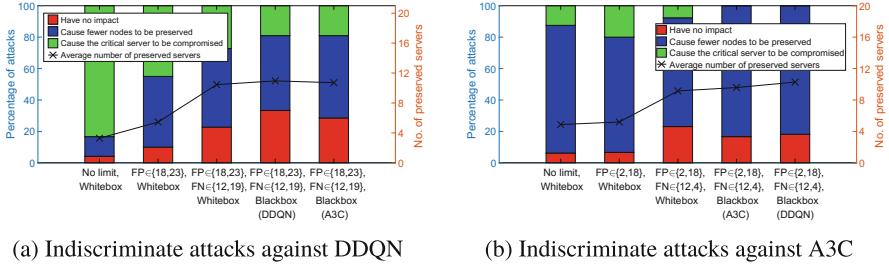 Percentage of attacks
100
80
60
40
20
0
Have no impact
Cause fewer nodes to be preserved
Cause the critical server to be compromised
Average number of preserved servers
20
16
12
8
4
0
No. of preserved servers
No limit, Whitebox
FP∈{18,23}, Whitebox
FP∈{18,23}, FN∈{12,19}, Whitebox
FP∈{18,23}, FN∈{12,19}, Blackbox (DDQN)
FP∈{18,23}, FN∈{12,19}, Blackbox (A3C)
(a) Indiscriminate attacks against DDQN
Percentage of attacks
100
80
60
40
20
0
Have no impact
Cause fewer nodes to be preserved
Cause the critical server to be compromised
Average number of preserved servers
20
16
12
8
4
0
No. of preserved servers
No limit, Whitebox
FP∈{2,18}, Whitebox
FP∈{2,18}, FN∈{12,4}, Whitebox
FP∈{2,18}, FN∈{12,4}, Blackbox (A3C)
FP∈{2,18}, FN∈{12,4}, Blackbox (DDQN)
(b) Indiscriminate attacks against A3C